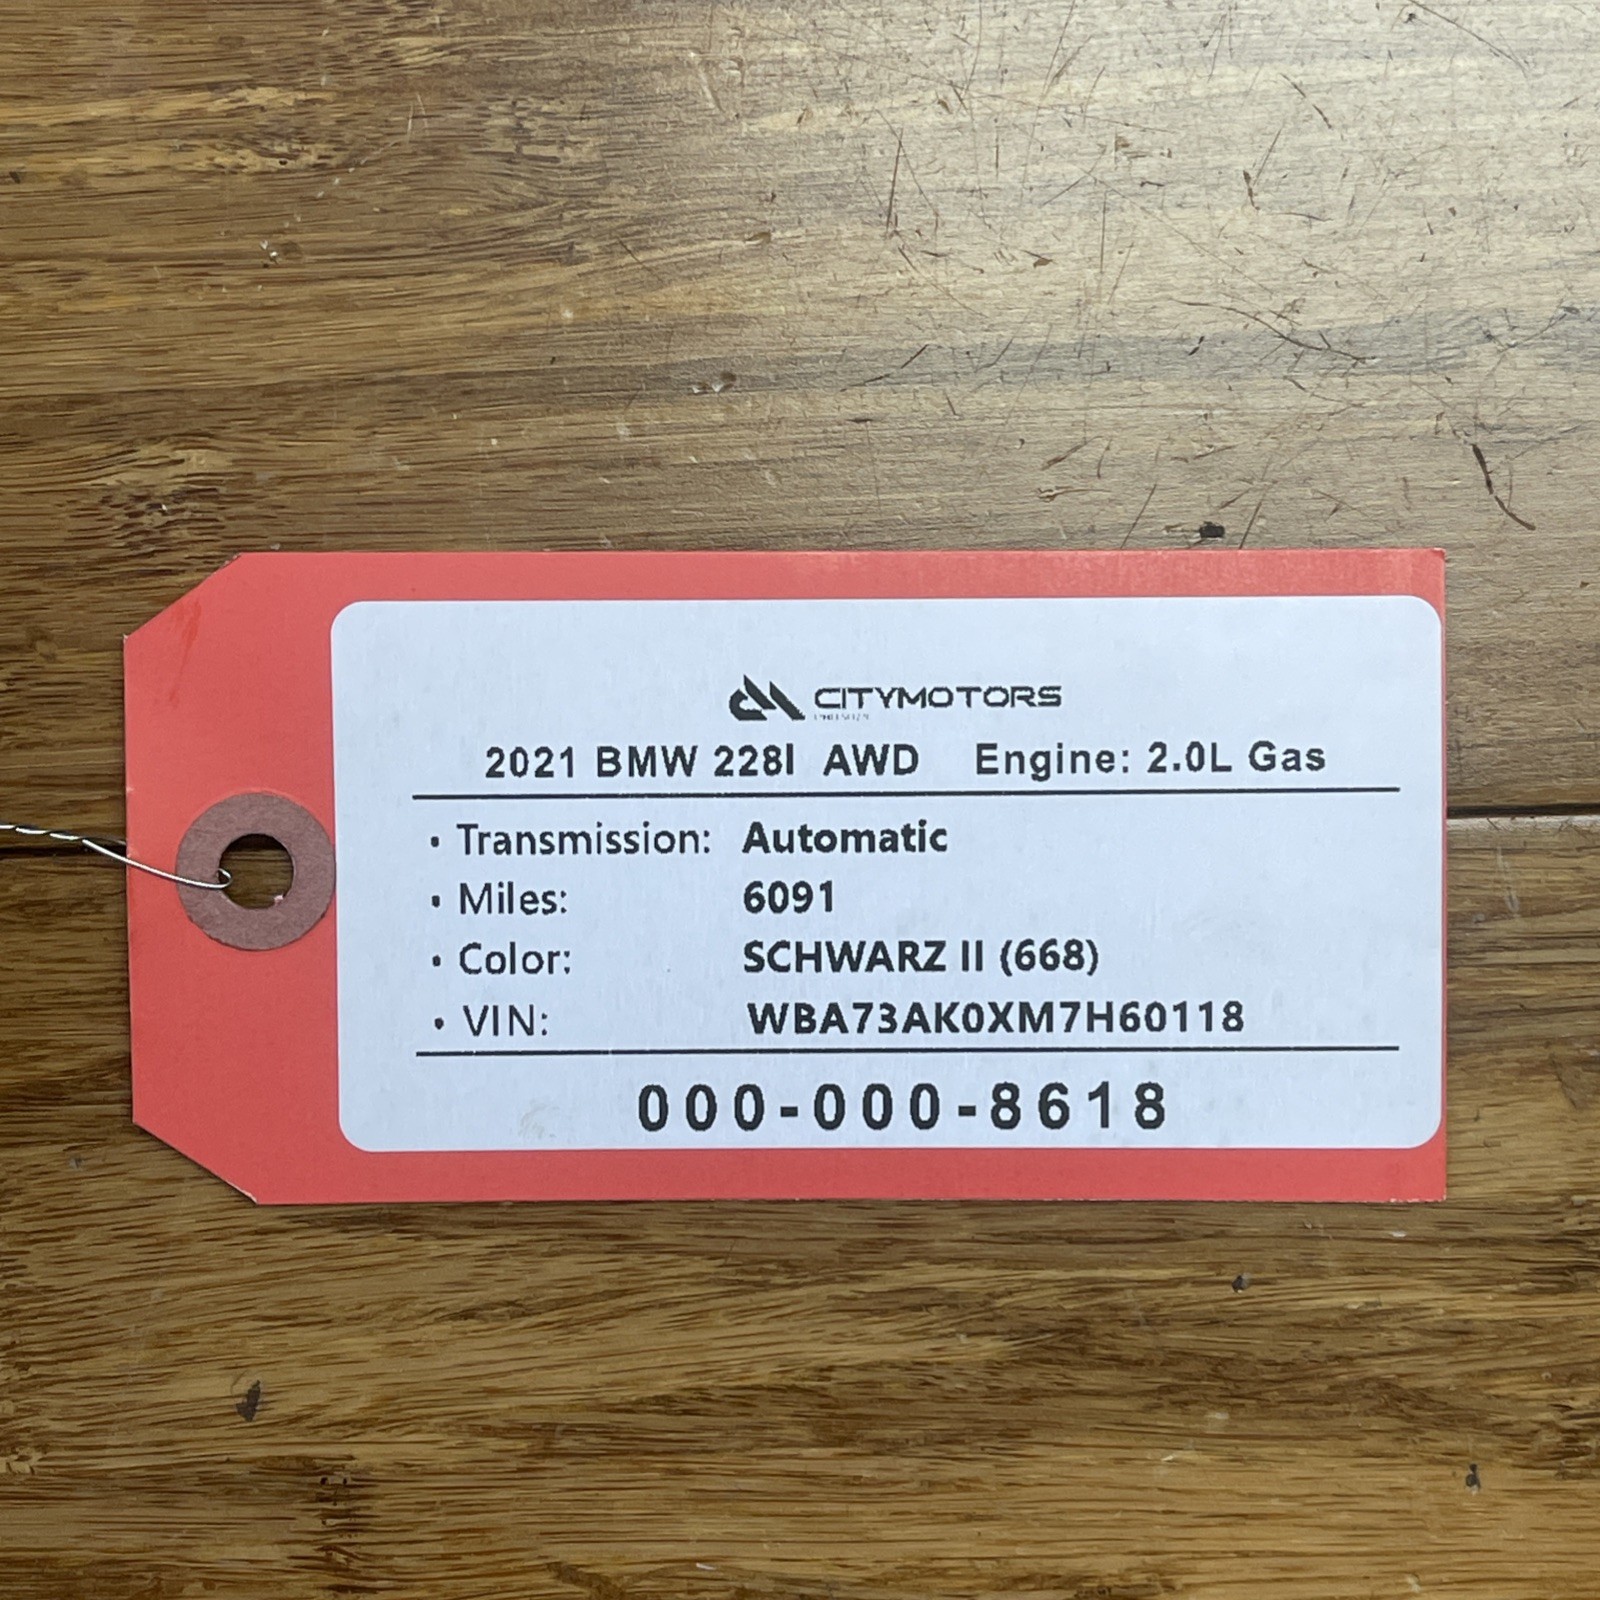 CITYMOTORS
2021 BMW 228I AWD Engine: 2.0L Gas
• Transmission: Automatic
• Miles: 6091
• Color: SCHWARZ II (668)
• VIN: WBA73AK0XM7H60118
000-000-8618